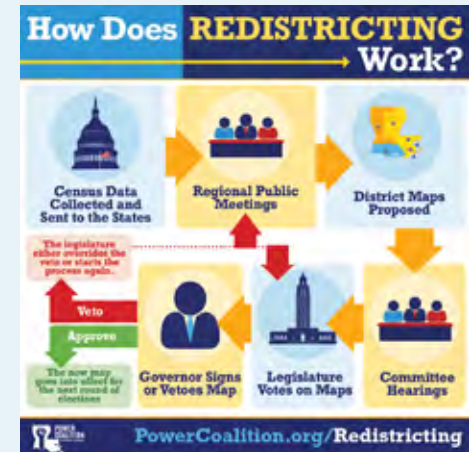 How Does REDISTRICTING
Work?
Census Data
Collected and
Sent to the States
Regional Public
Meetings
District Maps
Proposed
The legislature
either overrides the
veto or starts the
process again.
Veto
Approve
The new map
goes into effect for
the next round of
elections
Governor Signs
or Vetoes Map
Legislature
Votes on Maps
Committee
Hearings
POWER
COALITION
PowerCoalition.org/Redistricting